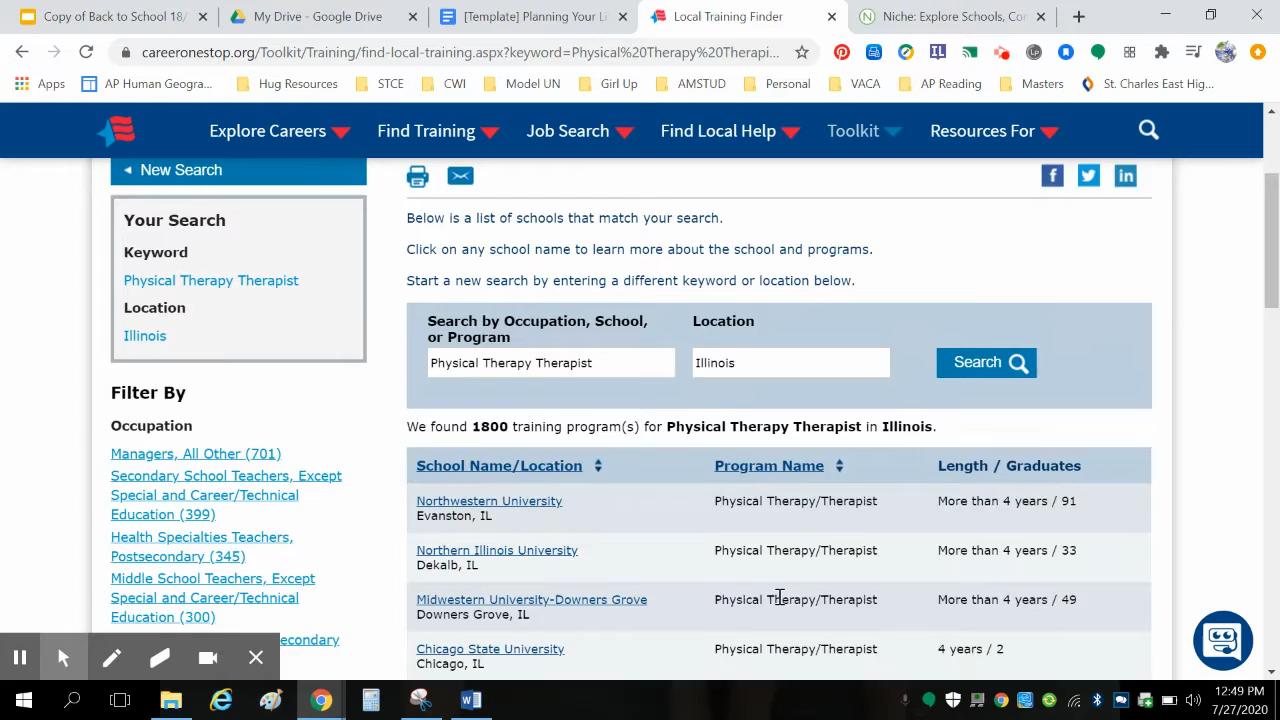 Copy of Back to School 18/
My Drive - Google Drive
[Template] Planning Your Li
Local Training Finder
Niche: Explore Schools, Cor
careeronestop.org/Toolkit/Training/find-local-training.aspx?keyword=Physical%20Therapy%20Therapi...
Apps
AP Human Geogra...
Hug Resources
STCE
CWI
Model UN
Girl Up
AMSTUD
Personal
VACA
AP Reading
Masters
St. Charles East Hig...
Explore Careers
Find Training
Job Search
Find Local Help
Toolkit
Resources For
New Search
Your Search
Keyword
Physical Therapy Therapist
Location
Illinois
Filter By
Occupation
Managers, All Other (701)
Secondary School Teachers, Except
Special and Career/Technical
Education (399)
Health Specialties Teachers,
Postsecondary (345)
Middle School Teachers, Except
Special and Career/Technical
Education (300)
econdary
Below is a list of schools that match your search.
Click on any school name to learn more about the school and programs.
Start a new search by entering a different keyword or location below.
Search by Occupation, School,
or Program
Location
Physical Therapy Therapist
Illinois
Search
We found 1800 training program(s) for Physical Therapy Therapist in Illinois.
School Name/Location
Program Name
Length / Graduates
Northwestern University
Evanston, IL
Physical Therapy/Therapist
More than 4 years / 91
Northern Illinois University
Dekalb, IL
Physical Therapy/Therapist
More than 4 years / 33
Midwestern University-Downers Grove
Downers Grove, IL
Physical Therapy/Therapist
More than 4 years / 49
Chicago State University
Chicago, IL
Physical Therapy/Therapist
4 years / 2
12:49 PM
7/27/2020